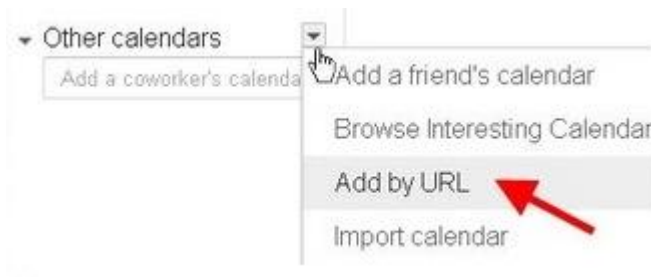 Other calendars
Add a coworker's calenda
Add a friend's calendar
Browse Interesting Calendar
Add by URL
Import calendar